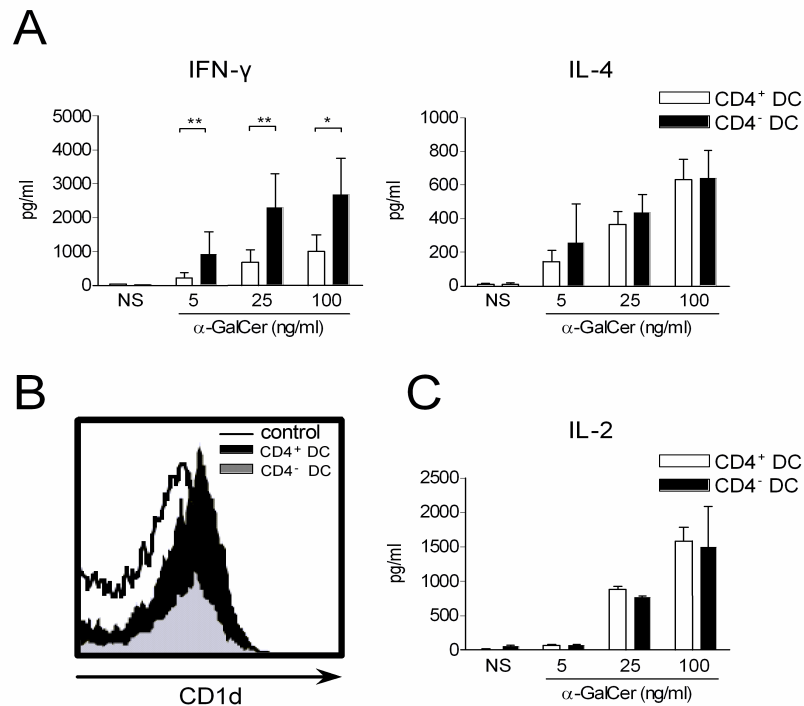 A
IFN-γ
5000
4000
3000
2000
1000
0
pg/ml
**
**
*
NS
5
25
100
α-GalCer (ng/ml)
IL-4
CD4⁺ DC
CD4⁻ DC
1000
800
600
400
200
0
pg/ml
NS
5
25
100
α-GalCer (ng/ml)
B
control
CD4⁺ DC
CD4⁻ DC
CD1d
C
IL-2
CD4⁺ DC
CD4⁻ DC
2500
2000
1500
1000
500
0
pg/ml
NS
5
25
100
α-GalCer (ng/ml)